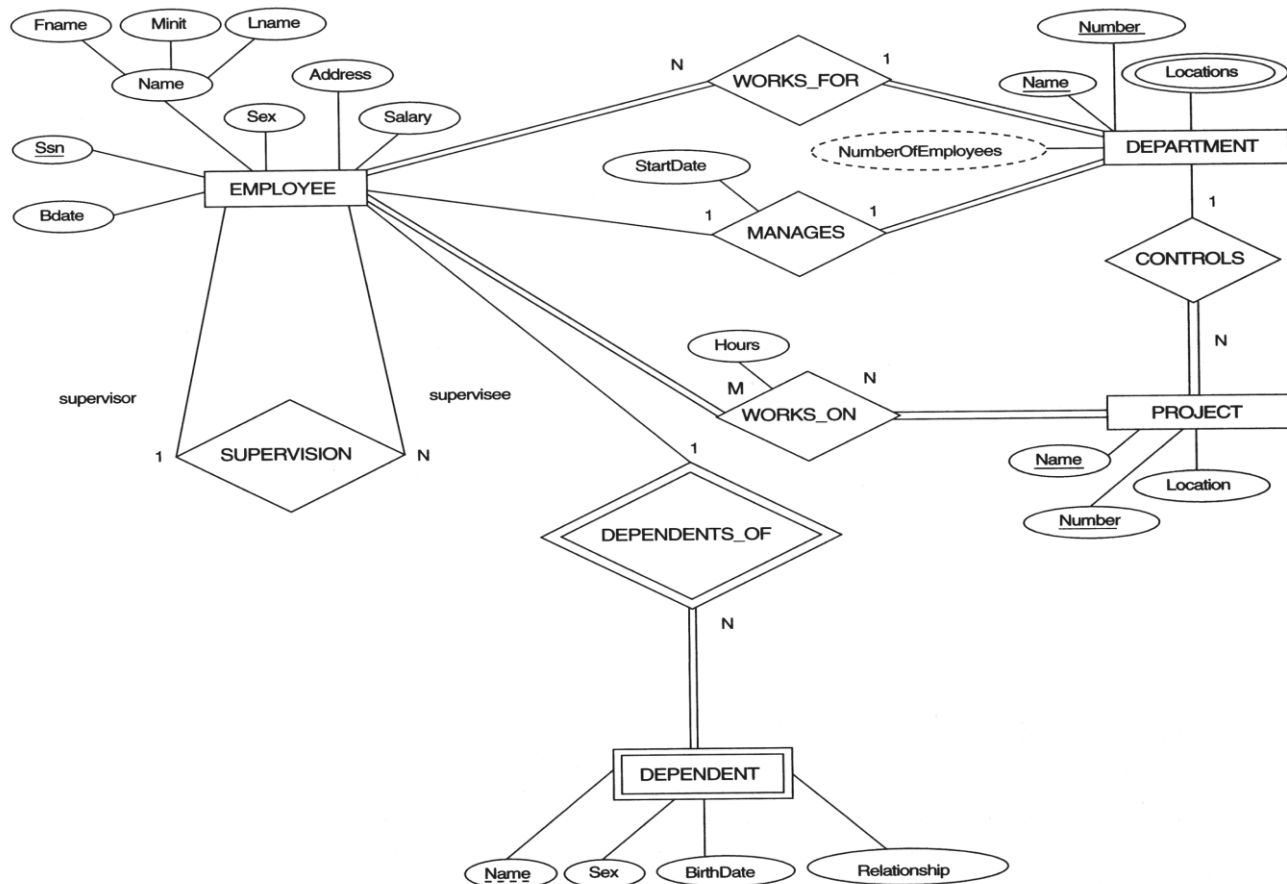 Fname
Minit
Lname
Number
Name
Address
N
WORKS_FOR
1
Name
Locations
Sex
Salary
Ssn
NumberOfEmployees
DEPARTMENT
StartDate
EMPLOYEE
Bdate
1
MANAGES
1
1
CONTROLS
Hours
N
M
N
supervisor
supervisee
WORKS_ON
PROJECT
1
SUPERVISION
N
1
Name
Location
Number
DEPENDENTS_OF
N
DEPENDENT
Name
Sex
BirthDate
Relationship